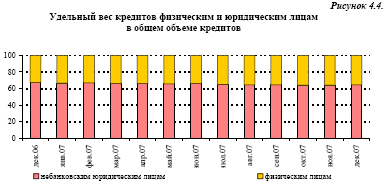 Рисунок 4.4.
Удельный вес кредитов физическим и юридическим лицам
в общем объеме кредитов
100
80
60
40
20
0
дек.06 янв.07 фев.07 мар.07 апр.07 май.07 июн.07 июл.07 авг.07 сен.07 окт.07 ноя.07 дек.07
небанковским юридическим лицам физическим лицам